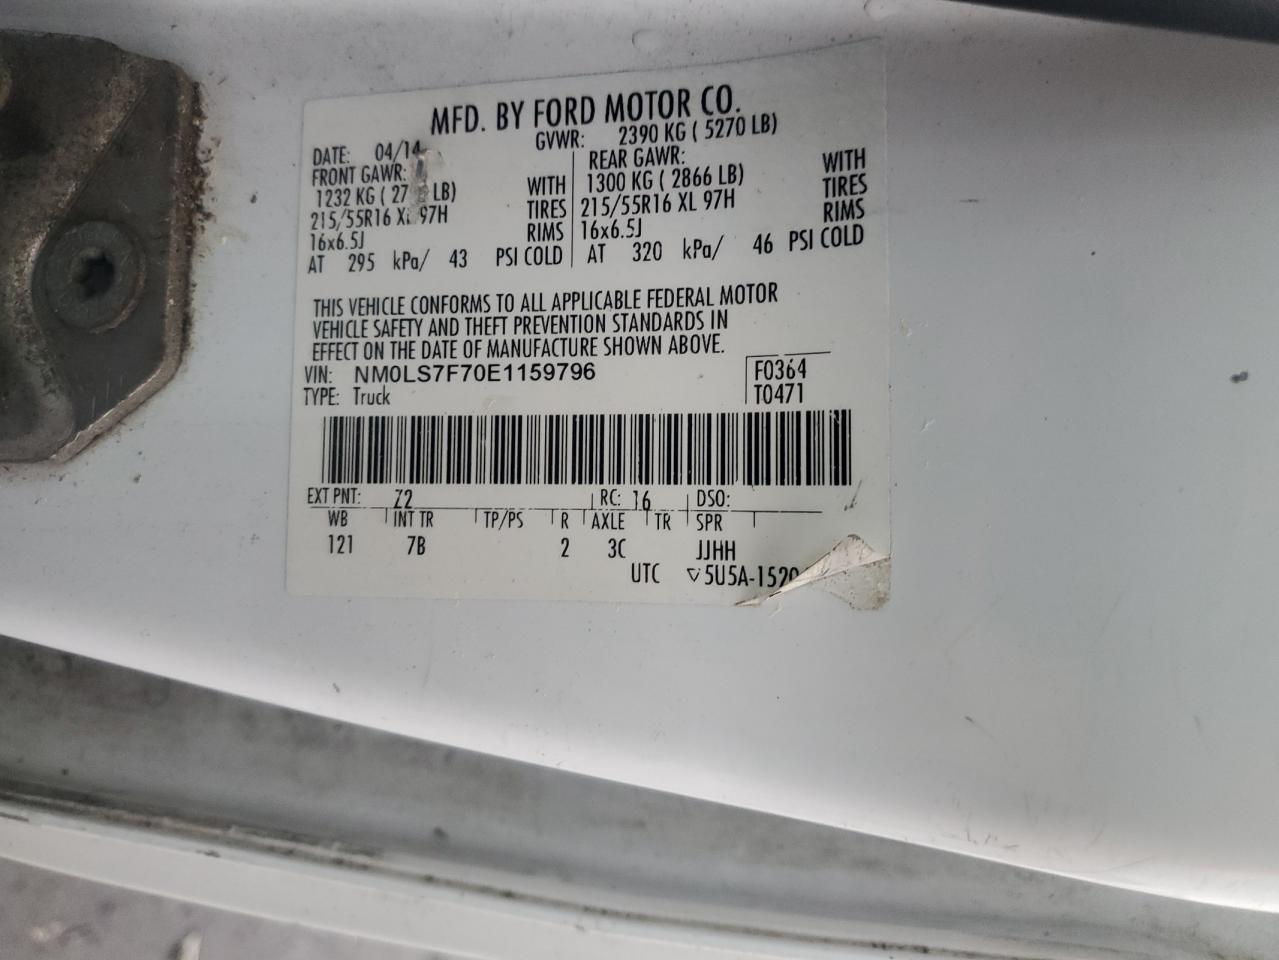 MFD. BY FORD MOTOR CO.
DATE: 04/14 GVWR: 2390 KG ( 5270 LB)
FRONT GAWR: REAR GAWR:
1232 KG ( LB) WITH 1300 KG ( 2866 LB) WITH
215/55R16 XL 97H TIRES 215/55R16 XL 97H TIRES
16x6.5J RIMS 16x6.5J RIMS
AT 295 kPa/ 43 PSI COLD AT 320 kPa/ 46 PSI COLD
THIS VEHICLE CONFORMS TO ALL APPLICABLE FEDERAL MOTOR
VEHICLE SAFETY AND THEFT PREVENTION STANDARDS IN
EFFECT ON THE DATE OF MANUFACTURE SHOWN ABOVE.
VIN: NM0LS7F70E1159796 F0364
TYPE: Truck T0471
EXT PNT: Z2 RC: 16 DSO:
WB INT TR TP/PS R AXLE TR SPR
121 7B 2 3C JJHH
UTC ▽5U5A-1520